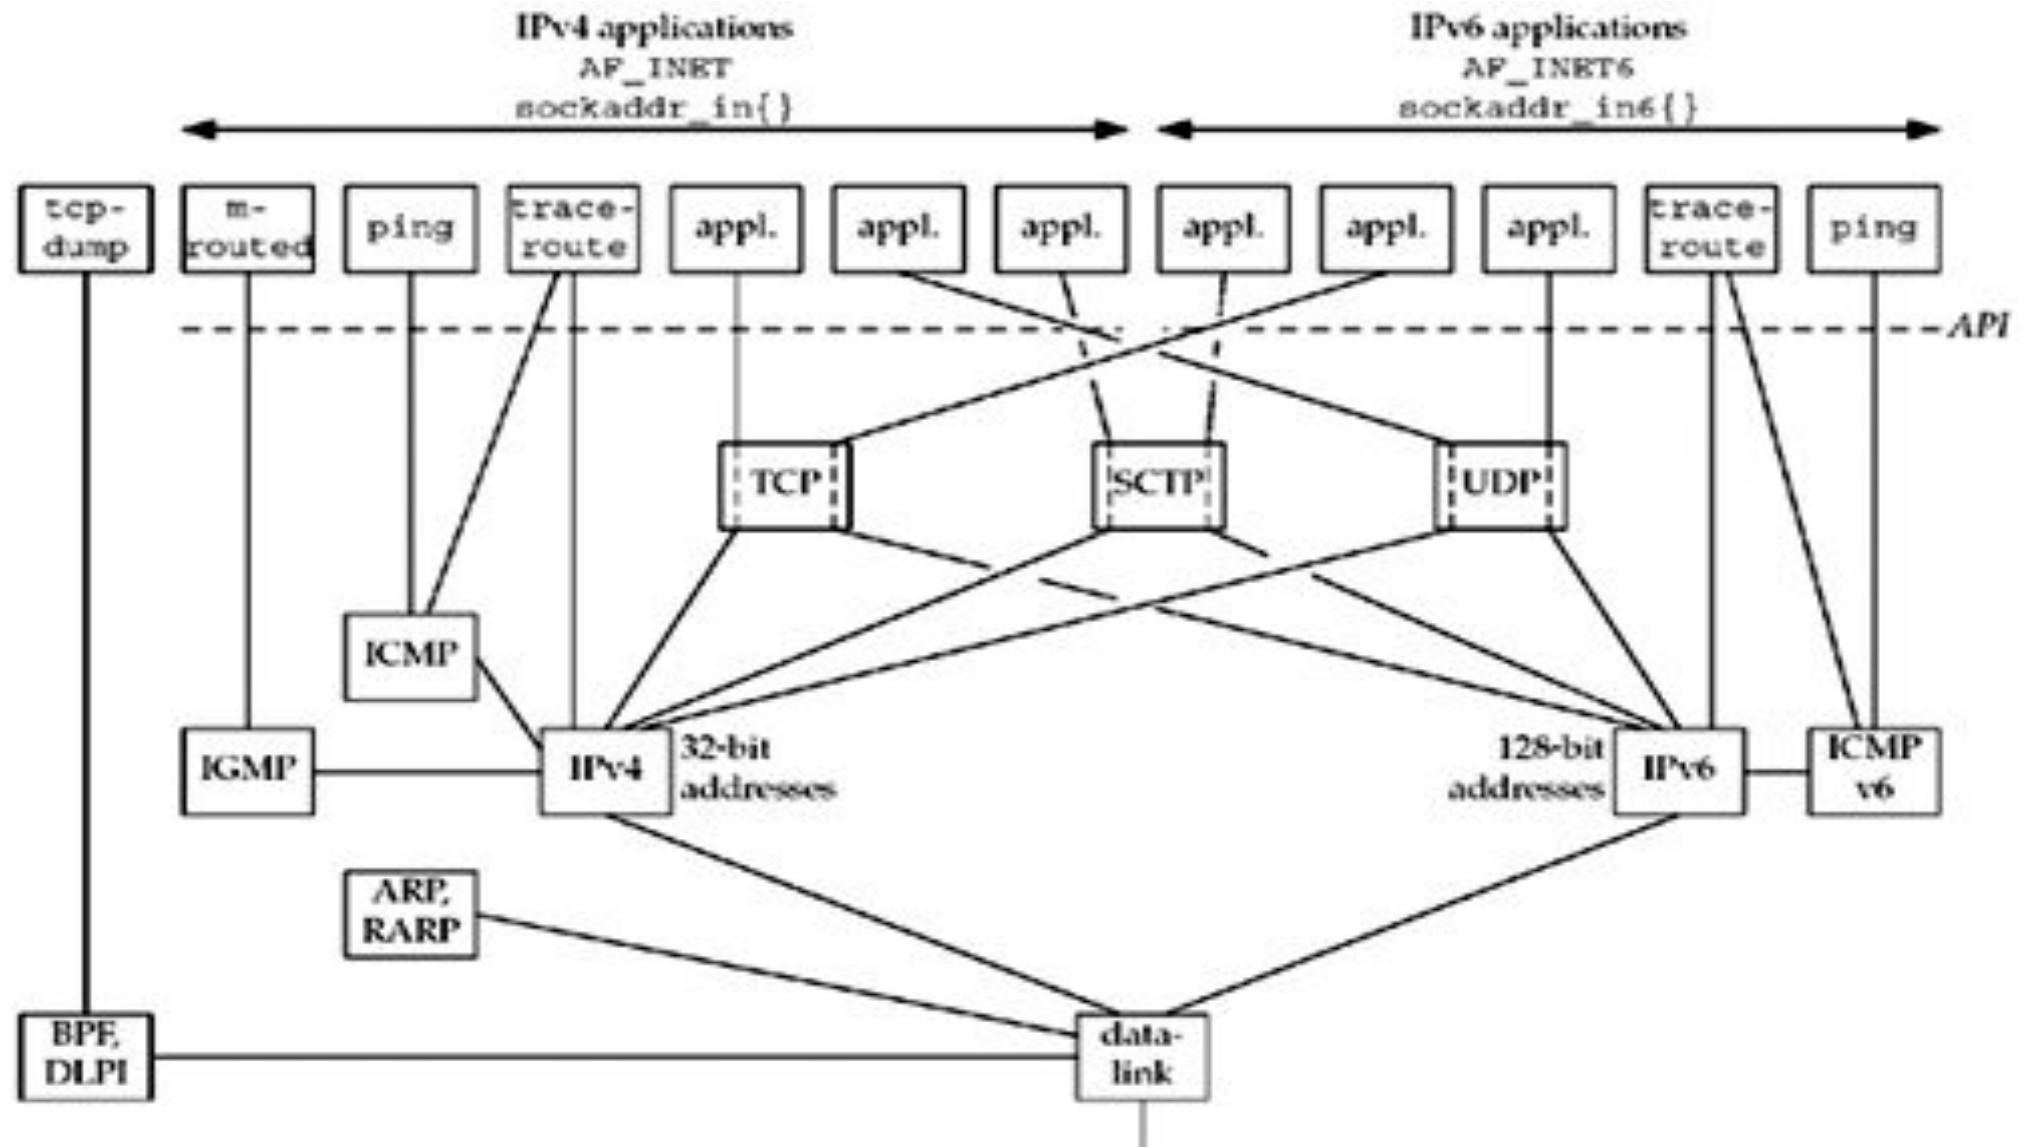 IPv4 applications
AF_INET
sockaddr_in{}
IPv6 applications
AF_INET6
sockaddr_in6{}
tcp-
dump
m-
routed
ping
trace-
route
appl.
appl.
appl.
appl.
appl.
appl.
trace-
route
ping
API
TCP
SCTP
UDP
ICMP
IGMP
IPv4
32-bit
addresses
128-bit
addresses
IPv6
ICMP
v6
ARP,
RARP
BPF,
DLPI
data-
link